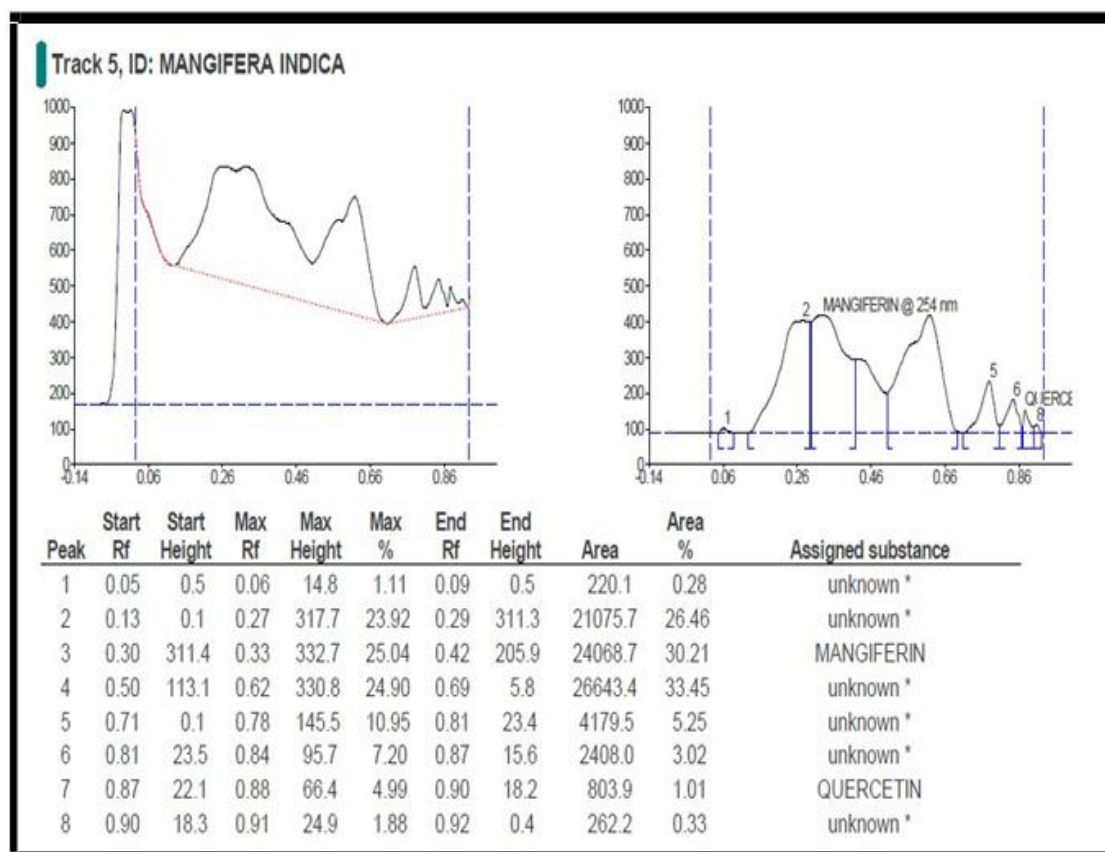 Track 5, ID: MANGIFERA INDICA
1000
900
800
700
600
500
400
300
200
100
0
-0.14 0.06 0.26 0.46 0.66 0.86
1000
900
800
700
600
500
400
300
200
100
0
1
2
MANGIFERIN @ 254 nm
5
6
QUERCE
8
-0.14 0.06 0.26 0.46 0.66 0.86
Peak Start Rf Start Height Max Rf Max Height Max % End Rf End Height Area Area % Assigned substance
1 0.05 0.5 0.06 14.8 1.11 0.09 0.5 220.1 0.28 unknown *
2 0.13 0.1 0.27 317.7 23.92 0.29 311.3 21075.7 26.46 unknown *
3 0.30 311.4 0.33 332.7 25.04 0.42 205.9 24068.7 30.21 MANGIFERIN
4 0.50 113.1 0.62 330.8 24.90 0.69 5.8 26643.4 33.45 unknown *
5 0.71 0.1 0.78 145.5 10.95 0.81 23.4 4179.5 5.25 unknown *
6 0.81 23.5 0.84 95.7 7.20 0.87 15.6 2408.0 3.02 unknown *
7 0.87 22.1 0.88 66.4 4.99 0.90 18.2 803.9 1.01 QUERCETIN
8 0.90 18.3 0.91 24.9 1.88 0.92 0.4 262.2 0.33 unknown *